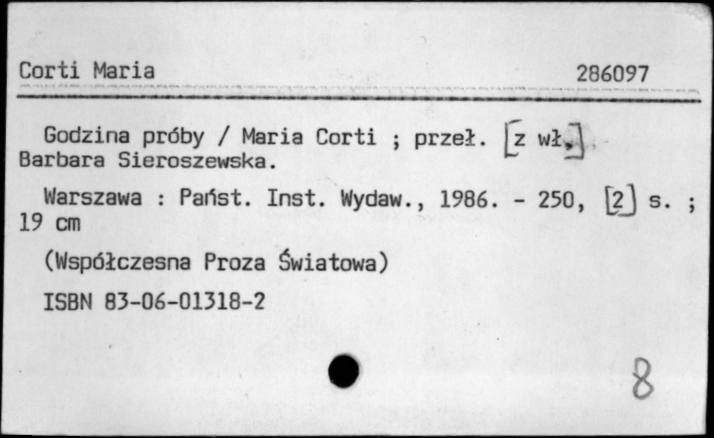 Corti Maria 286097
Godzina próby / Maria Corti ; przeł. [z wł.]
Barbara Sieroszewska.
Warszawa : Państ. Inst. Wydaw., 1986. - 250, [2] s. ;
19 cm
(Współczesna Proza Światowa)
ISBN 83-06-01318-2
8